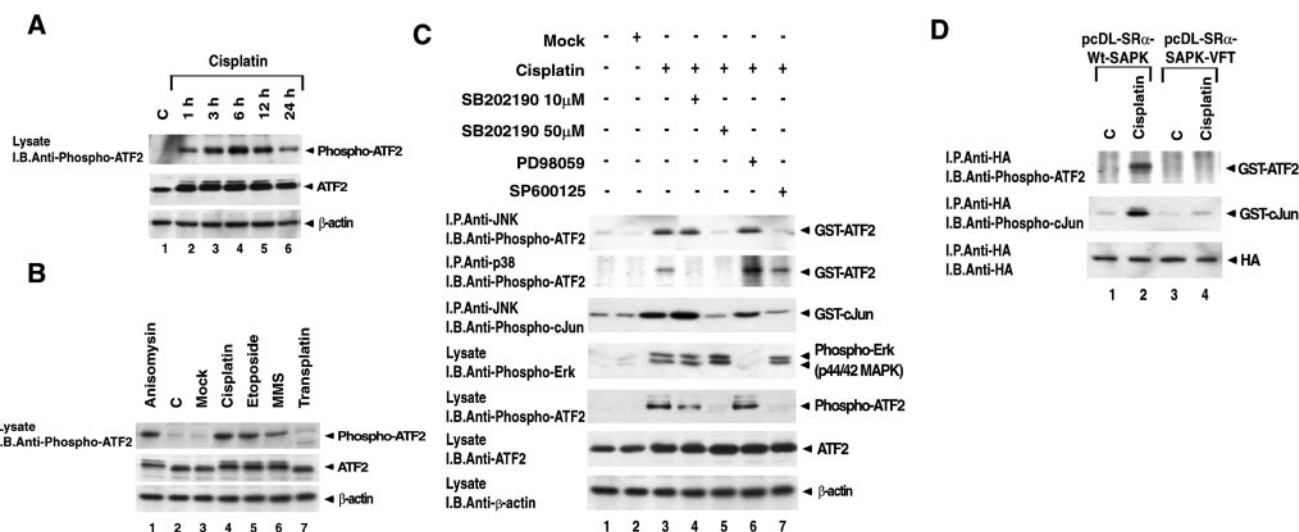 A
Cisplatin
C
1 h
3 h
6 h
12 h
24 h
Lysate
I.B.Anti-Phospho-ATF2
Phospho-ATF2
ATF2
β-actin
1 2 3 4 5 6
B
Anisomysin
C
Mock
Cisplatin
Etoposide
MMS
Transplatin
Lysate
I.B.Anti-Phospho-ATF2
Phospho-ATF2
ATF2
β-actin
1 2 3 4 5 6 7
C
Mock - + - - - - -
Cisplatin - - + + + + +
SB202190 10μM - - - + - - -
SB202190 50μM - - - - + - -
PD98059 - - - - - + -
SP600125 - - - - - - +
I.P.Anti-JNK
I.B.Anti-Phospho-ATF2
GST-ATF2
I.P.Anti-p38
I.B.Anti-Phospho-ATF2
GST-ATF2
I.P.Anti-JNK
I.B.Anti-Phospho-cJun
GST-cJun
Lysate
I.B.Anti-Phospho-Erk
Phospho-Erk
(p44/42 MAPK)
Lysate
I.B.Anti-Phospho-ATF2
Phospho-ATF2
Lysate
I.B.Anti-ATF2
ATF2
Lysate
I.B.Anti-β-actin
β-actin
1 2 3 4 5 6 7
D
pcDL-SRα-
Wt-SAPK
pcDL-SRα-
SAPK-VFT
C
Cisplatin
C
Cisplatin
I.P.Anti-HA
I.B.Anti-Phospho-ATF2
GST-ATF2
I.P.Anti-HA
I.B.Anti-Phospho-cJun
GST-cJun
I.P.Anti-HA
I.B.Anti-HA
HA
1 2 3 4